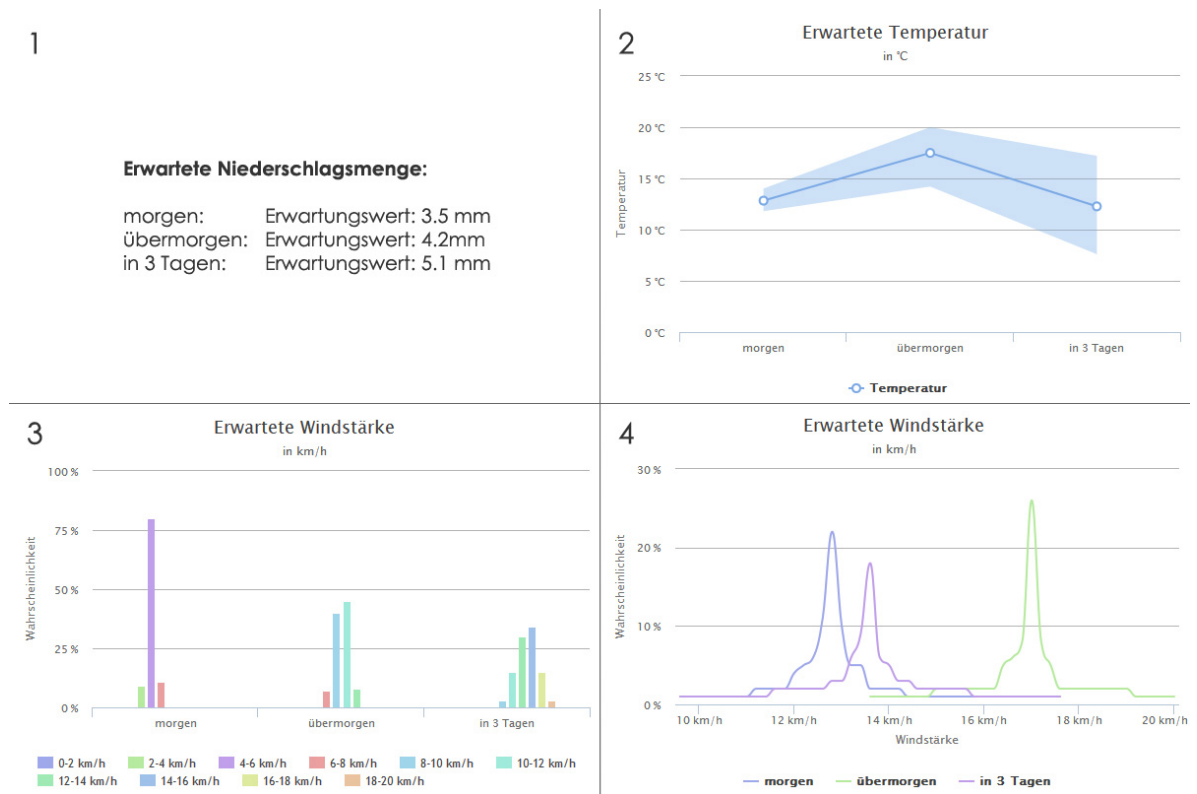 1
Erwartete Niederschlagsmenge:
morgen: Erwartungswert: 3.5 mm
übermorgen: Erwartungswert: 4.2mm
in 3 Tagen: Erwartungswert: 5.1 mm
2
Erwartete Temperatur
in °C
Temperatur
25 °C
20 °C
15 °C
10 °C
5 °C
0 °C
morgen übermorgen in 3 Tagen
Temperatur
3
Erwartete Windstärke
in km/h
Wahrscheinlichkeit
100 %
75 %
50 %
25 %
0 %
morgen übermorgen in 3 Tagen
0-2 km/h 2-4 km/h 4-6 km/h 6-8 km/h 8-10 km/h 10-12 km/h
12-14 km/h 14-16 km/h 16-18 km/h 18-20 km/h
4
Erwartete Windstärke
in km/h
Wahrscheinlichkeit
30 %
20 %
10 %
0 %
10 km/h 12 km/h 14 km/h 16 km/h 18 km/h 20 km/h
Windstärke
morgen übermorgen in 3 Tagen